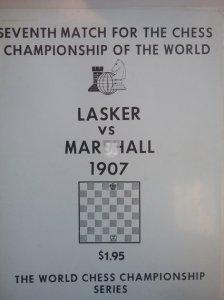 SEVENTH MATCH FOR THE CHESS
CHAMPIONSHIP OF THE WORLD
LASKER
VS
MARSHALL
1907
$1.95
THE WORLD CHESS CHAMPIONSHIP
SERIES